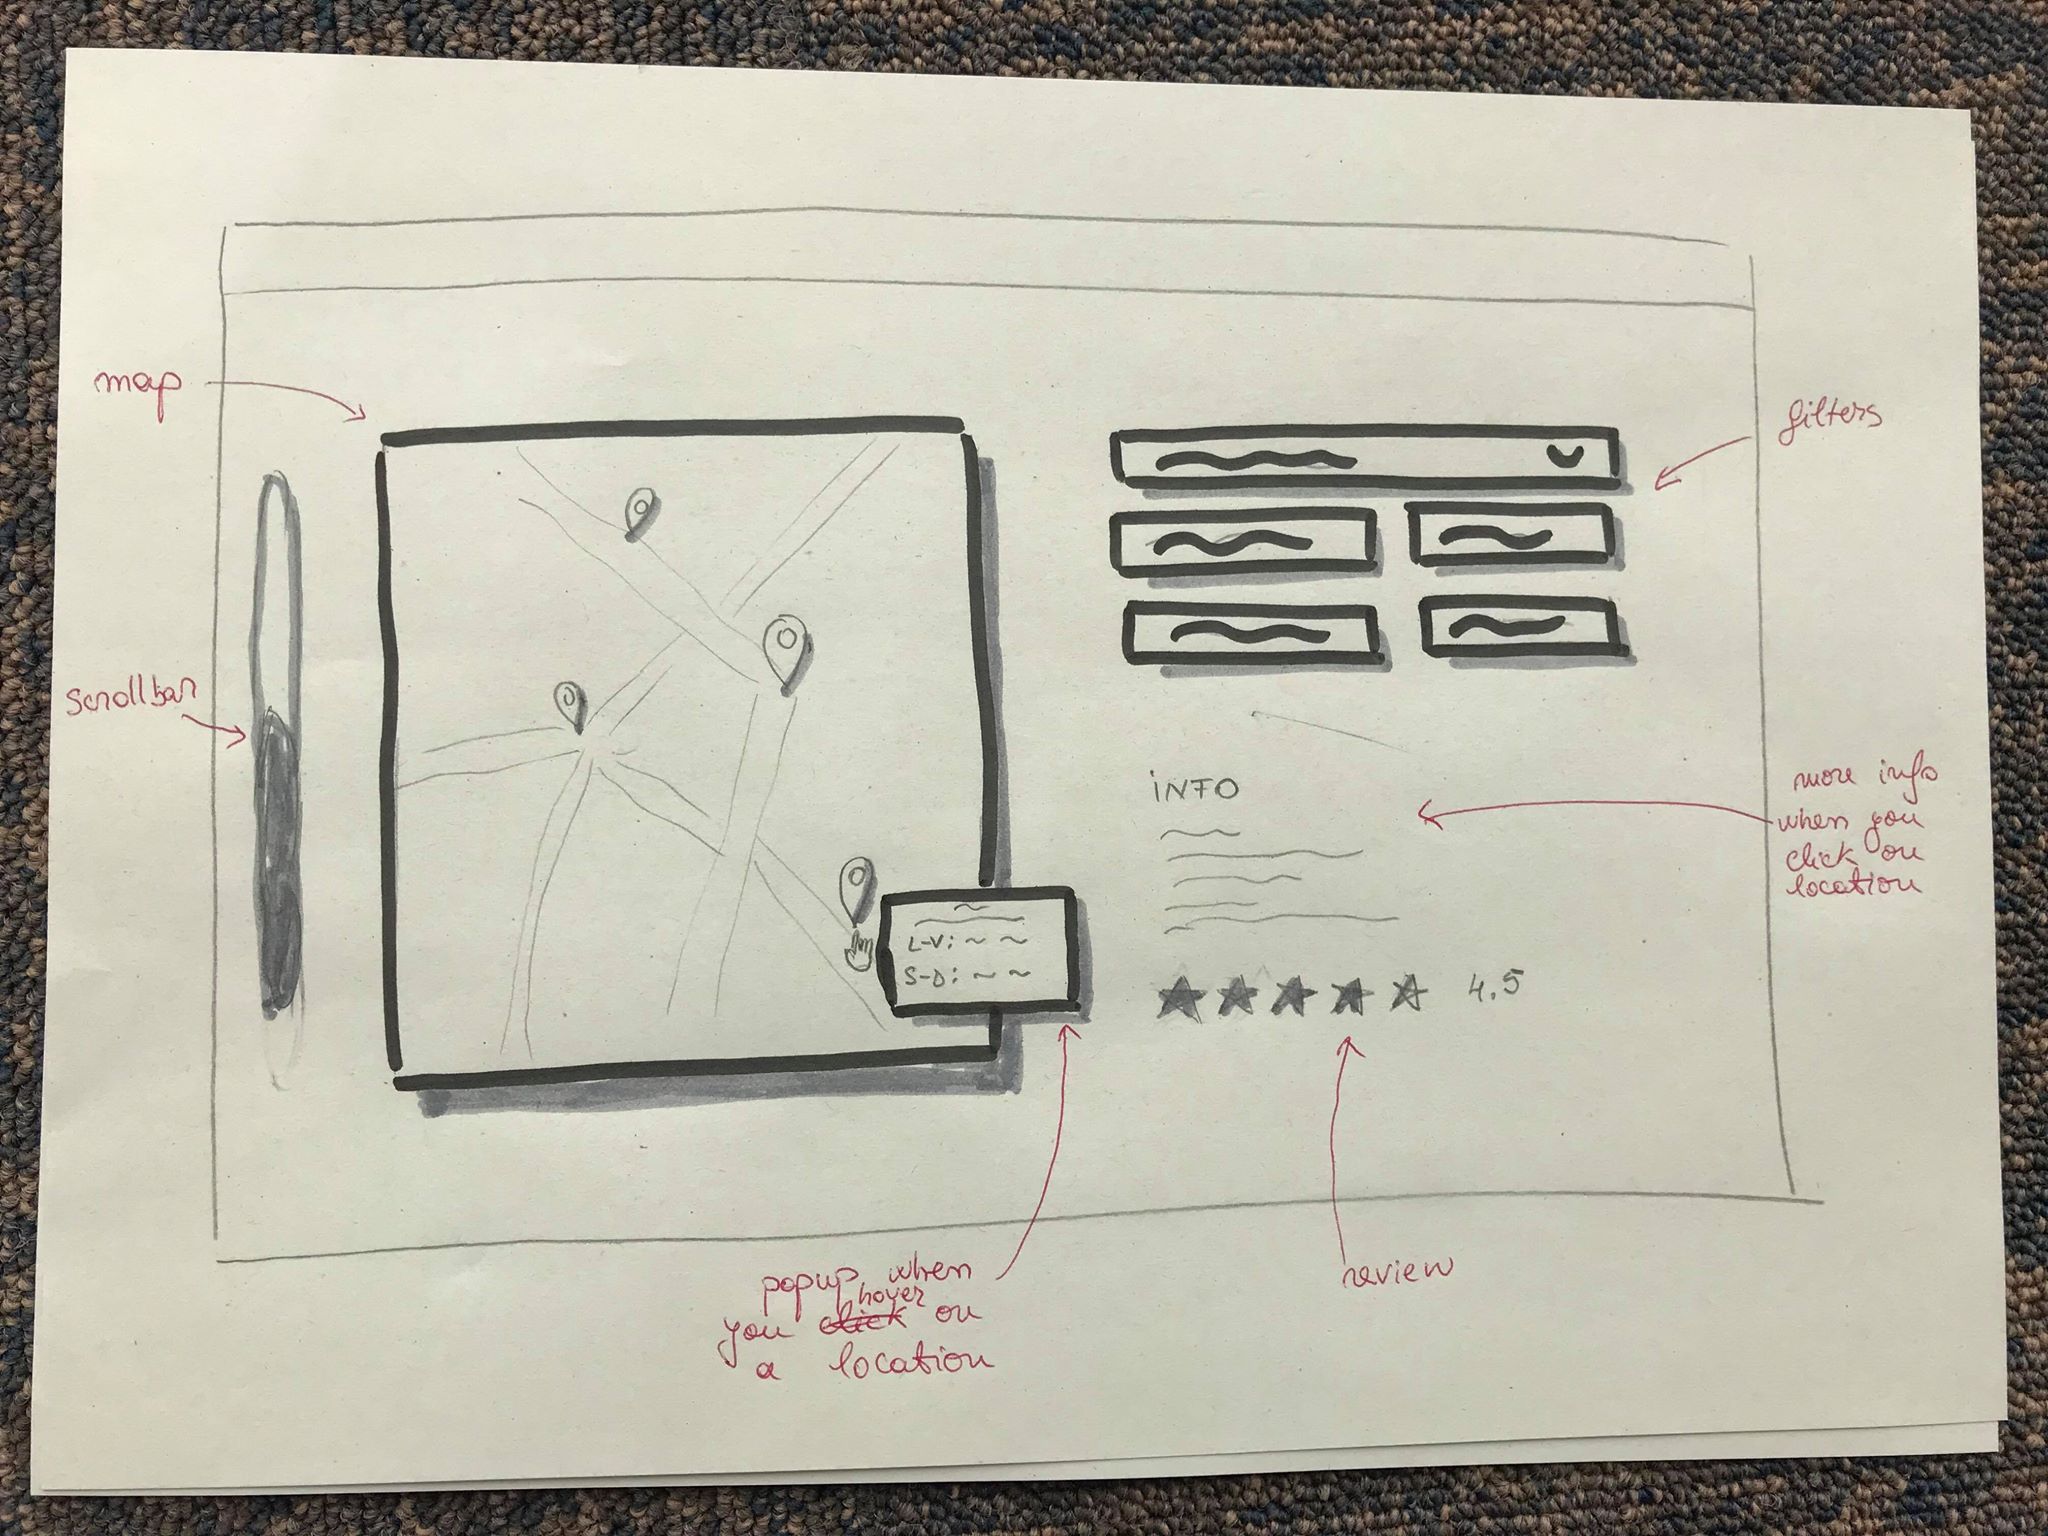 map
filters
scrollbar
INFO
more info
when you
click on
location
L-V:
S-D:
4.5
popup when
hover
you click on
a location
review